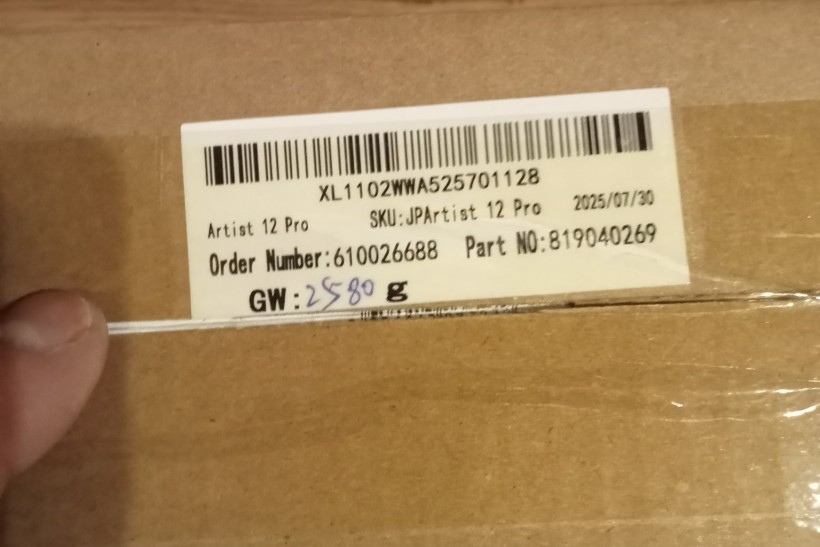 XL1102WWA525701128
Artist 12 Pro SKU:JPArtist 12 Pro 2025/07/30
Order Number:610026688 Part NO:819040269
GW:2580 g